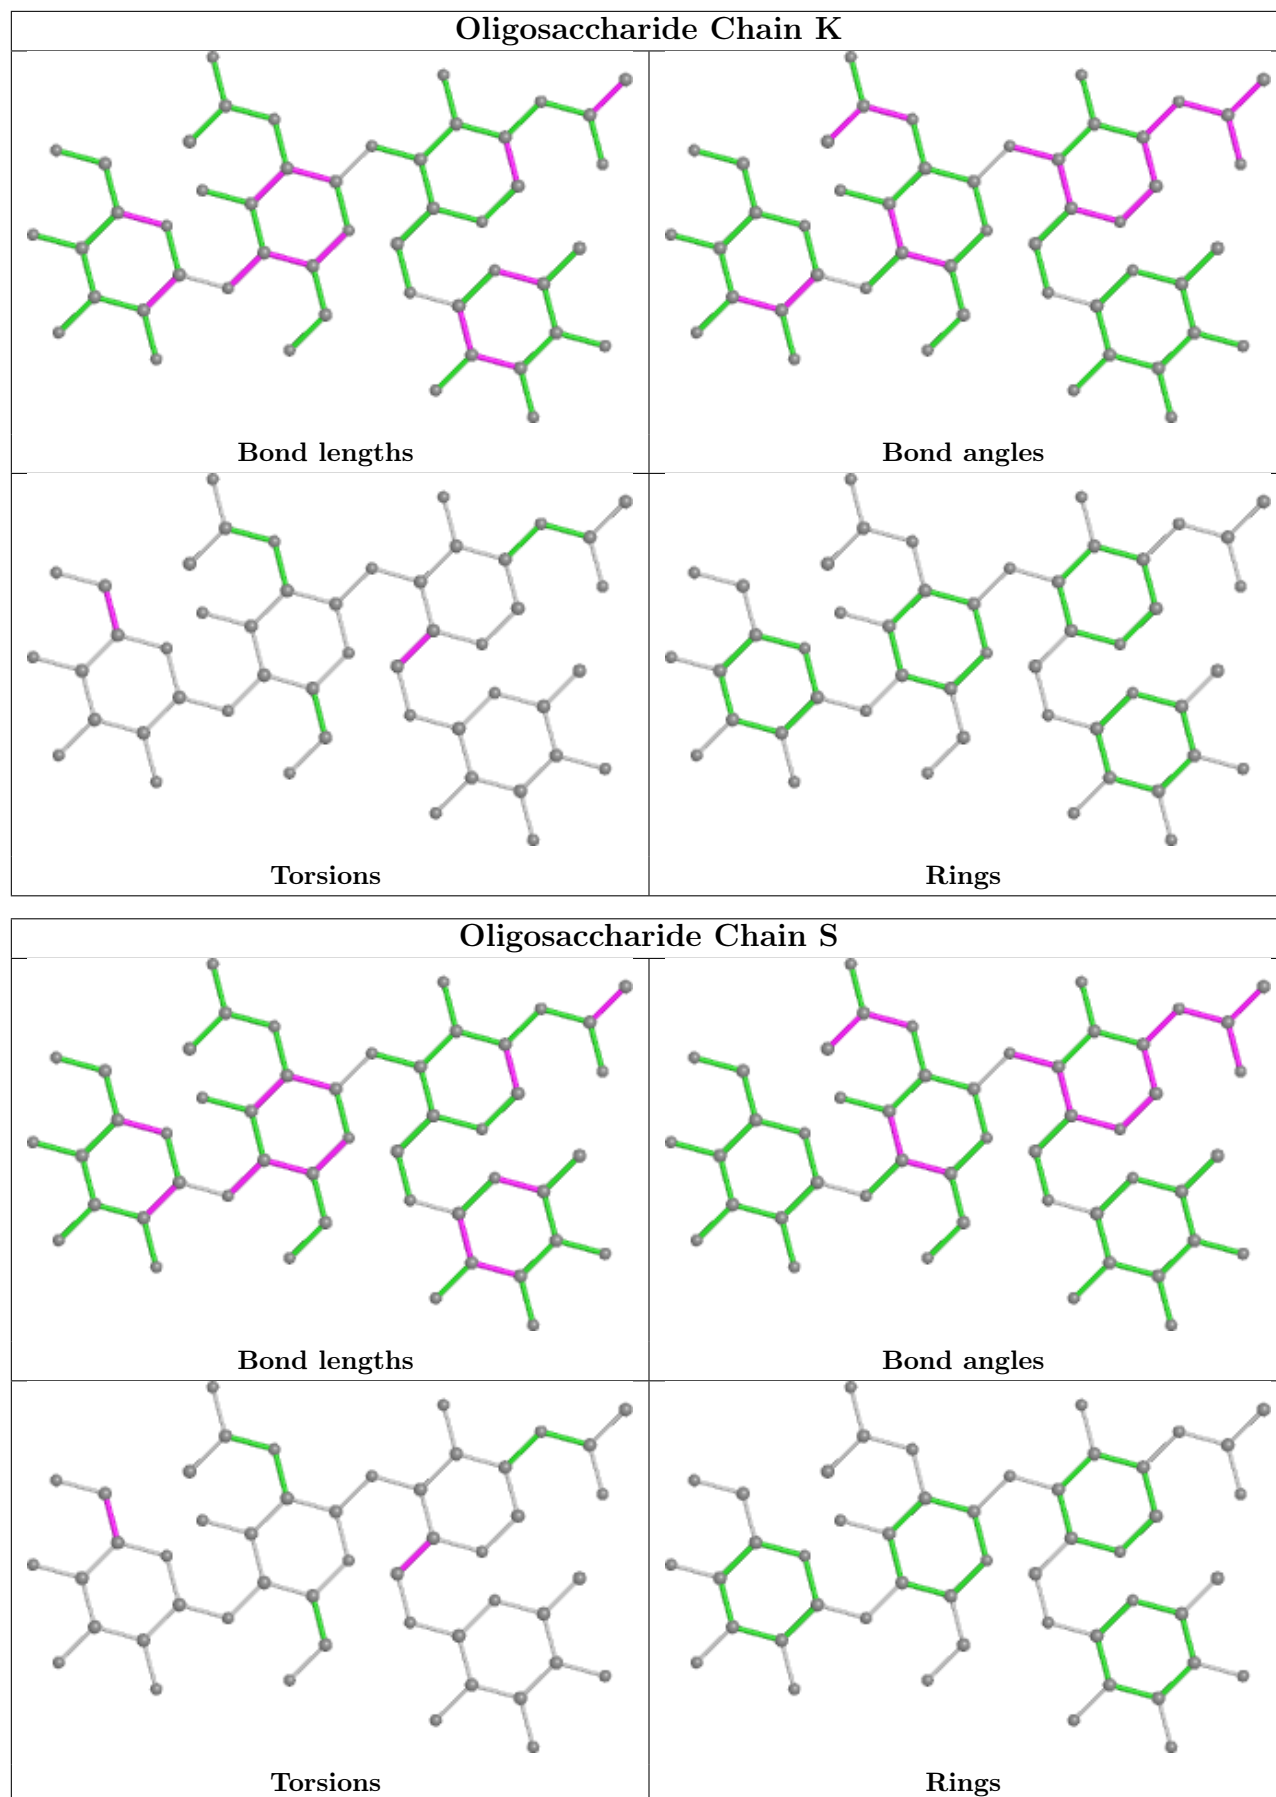 Oligosaccharide Chain K
Bond lengths
Bond angles
Torsions
Rings
Oligosaccharide Chain S
Bond lengths
Bond angles
Torsions
Rings